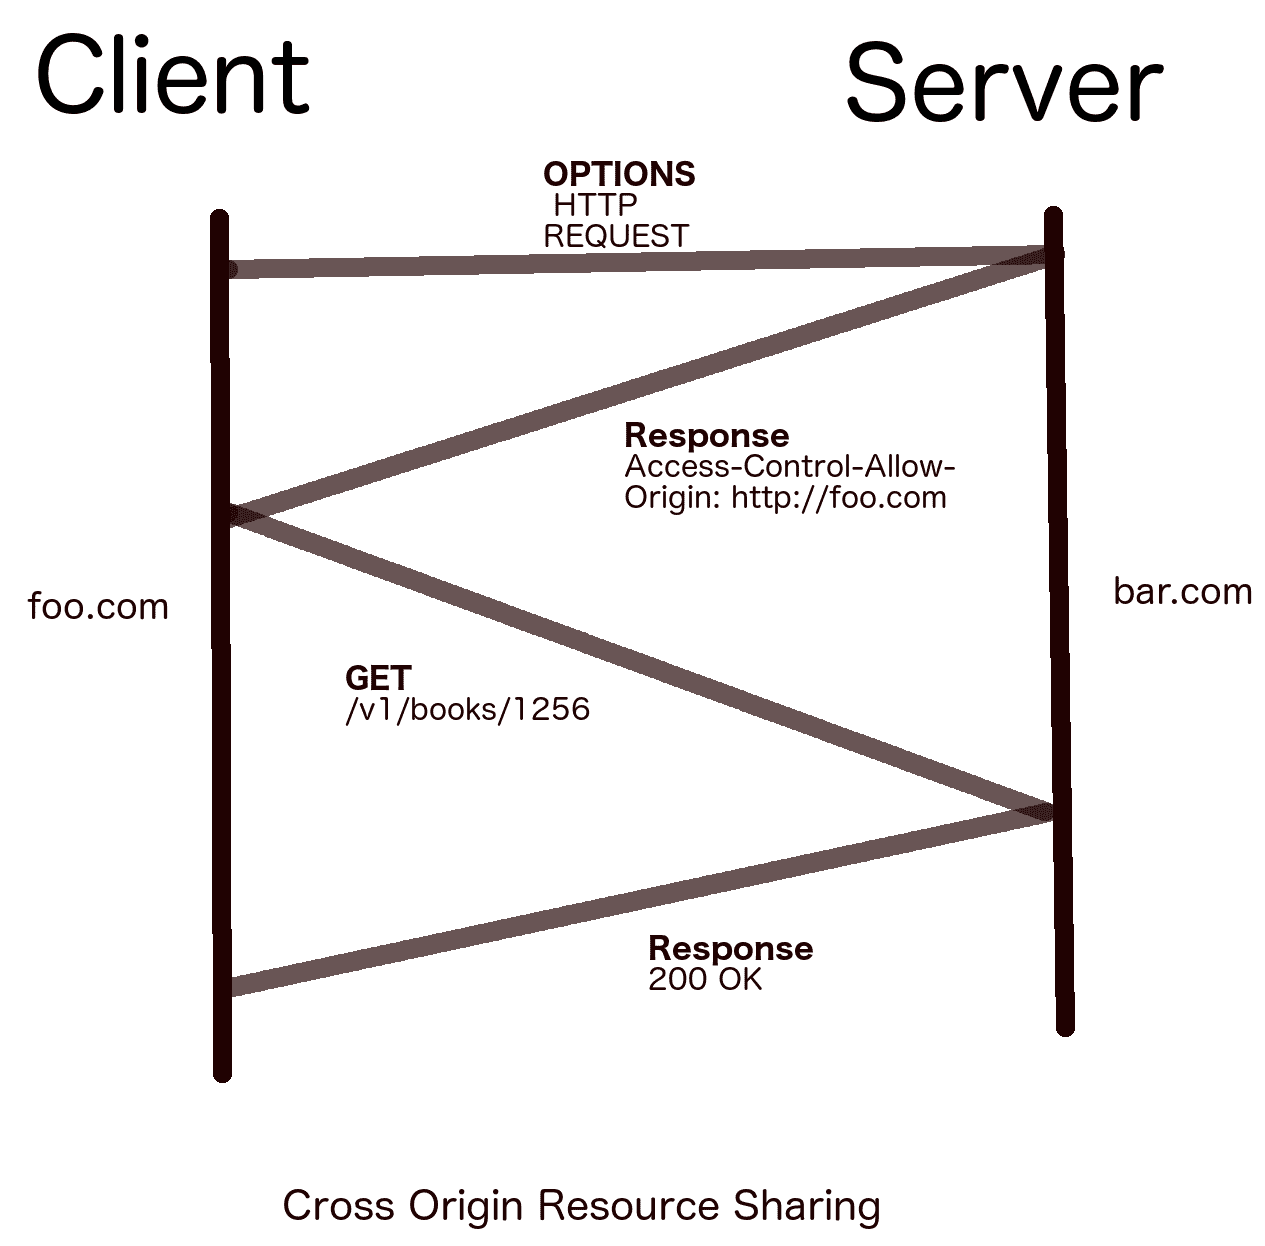 Client
Server
OPTIONS
HTTP
REQUEST
Response
Access-Control-Allow-
Origin: http://foo.com
foo.com
bar.com
GET
/v1/books/1256
Response
200 OK
Cross Origin Resource Sharing